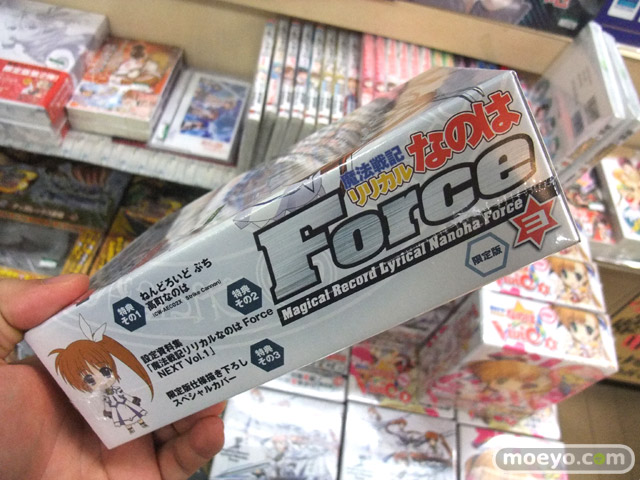 魔法戦記
リリカル
なのは
Force
Magical Record Lyrical Nanoha Force
3
限定版
特典
その1
ねんどろいど ぷち
高町なのは
(CW-AEC02X Strike Cannon)
特典
その2
設定資料集
「魔法戦記リリカルなのは Force
NEXT Vol.1」
特典
その3
限定版仕様描き下ろし
スペシャルカバー
moeyo.com